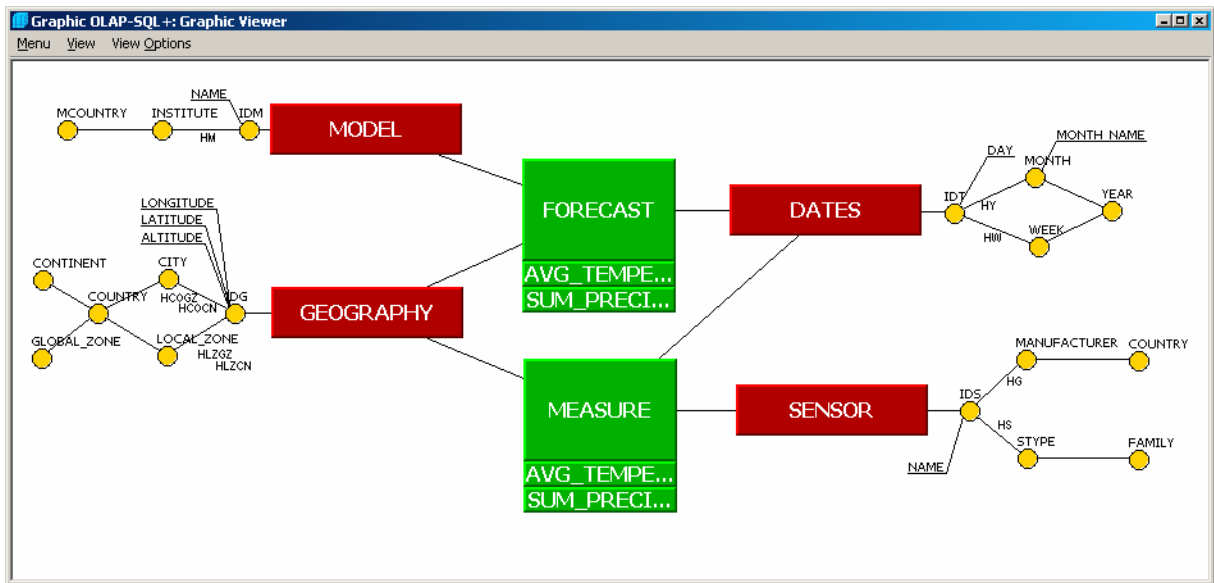 Graphic OLAP-SQL+: Graphic Viewer
Menu View View Options
NAME
MCOUNTRY INSTITUTE IDM
HM
MODEL
LONGITUDE
LATITUDE
ALTITUDE
CONTINENT CITY
COUNTRY HCOGZ IDG
HCOCN
GLOBAL_ZONE LOCAL_ZONE
HLZGZ
HLZCN
GEOGRAPHY
FORECAST
AVG_TEMPE...
SUM_PRECI...
MEASURE
AVG_TEMPE...
SUM_PRECI...
DATES
MONTH NAME
DAY MONTH
IDT HY YEAR
HW WEEK
SENSOR
MANUFACTURER COUNTRY
HG
IDS
HS
STYPE FAMILY
NAME